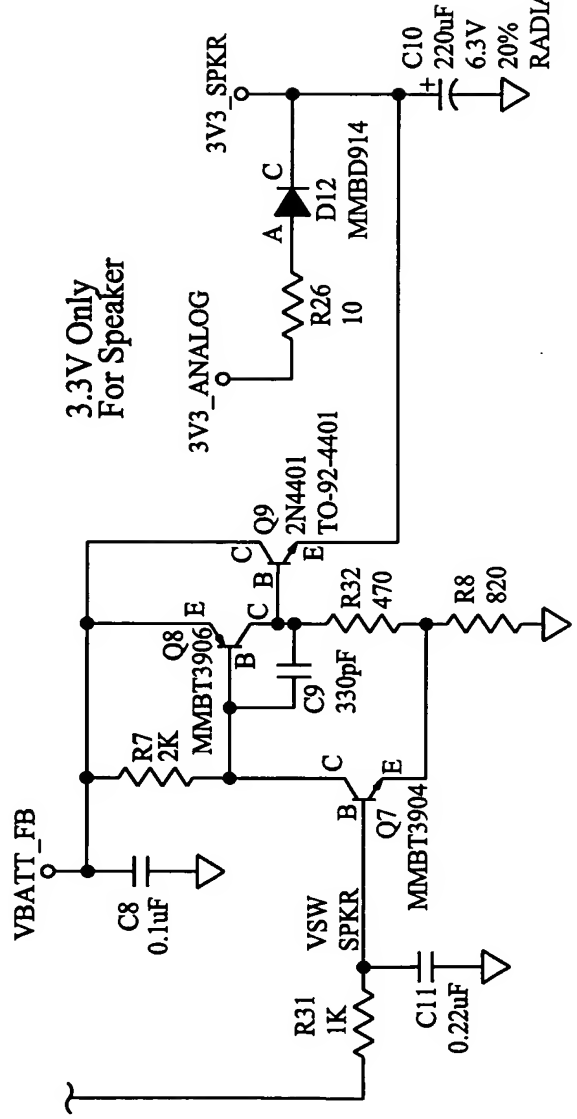 3.3V Only
For Speaker
VBATT_FB
C8
0.1uF
R7
2K
Q8
MMBT3906
E
B
C
C9
330pF
Q9
2N4401
TO-92-4401
C
B
E
3V3_ANALOG
R26
10
A
C
D12
MMBD914
3V3_SPKR
C10
220uF
6.3V
20%
RADIA
+
R31
1K
VSW
SPKR
C11
0.22uF
C
B
E
Q7
MMBT3904
R32
470
R8
820